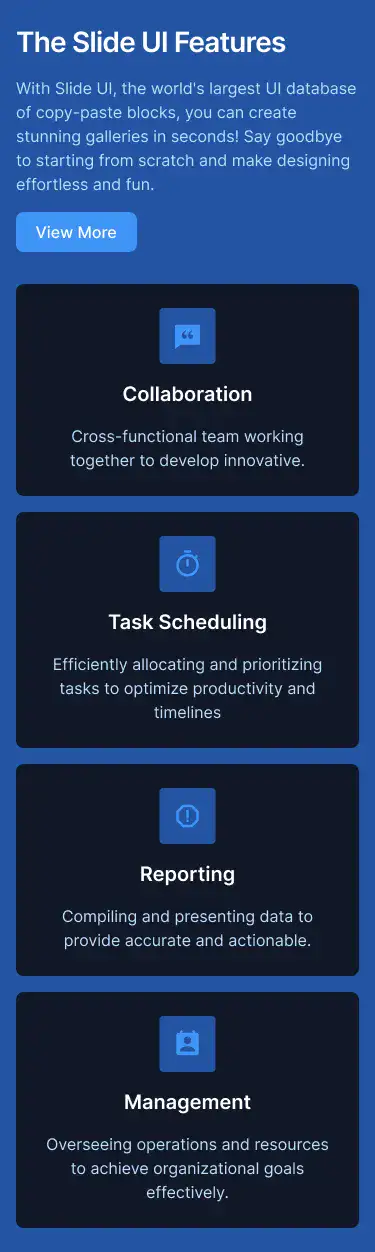 The Slide UI Features
With Slide UI, the world's largest UI database
of copy-paste blocks, you can create
stunning galleries in seconds! Say goodbye
to starting from scratch and make designing
effortless and fun.
View More
Collaboration
Cross-functional team working
together to develop innovative.
Task Scheduling
Efficiently allocating and prioritizing
tasks to optimize productivity and
timelines
Reporting
Compiling and presenting data to
provide accurate and actionable.
Management
Overseeing operations and resources
to achieve organizational goals
effectively.